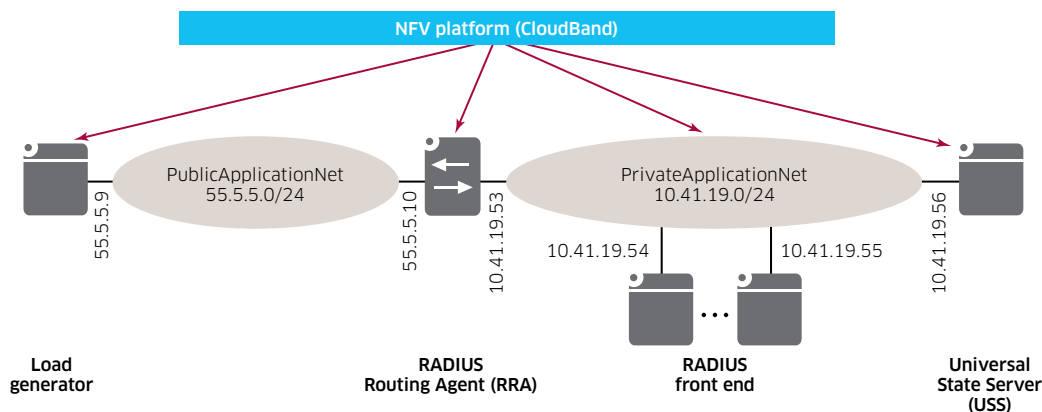 NFV platform (CloudBand)
PublicApplicationNet
55.5.5.0/24
PrivateApplicationNet
10.41.19.0/24
55.5.5.9
55.5.5.10
10.41.19.53
10.41.19.54
10.41.19.55
10.41.19.56
Load
generator
RADIUS
Routing Agent (RRA)
RADIUS
front end
Universal
State Server
(USS)